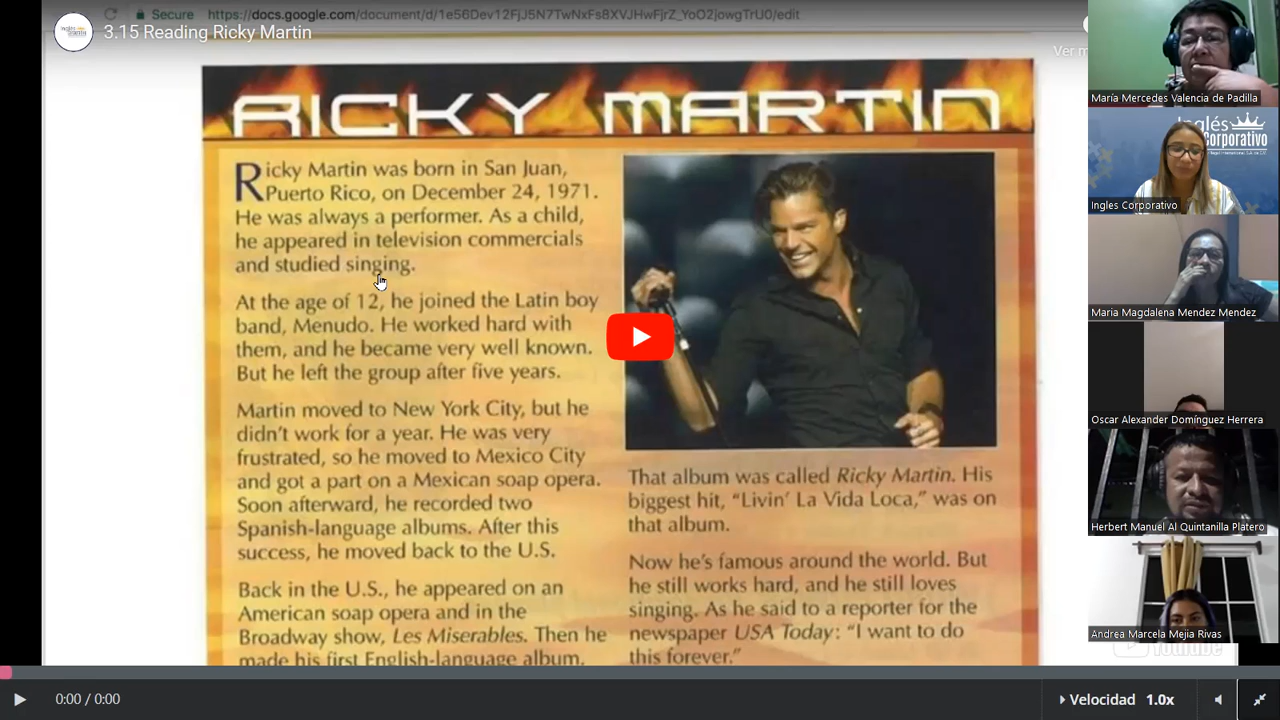 Secure
https://docs.google.com/document/d/1e56Dev12FjJ5N7TwNxFs8XVJHwFjrZ_YoO2jowgTrU0/edit
3.15 Reading Ricky Martin
RICKY MARTIN
Ricky Martin was born in San Juan,
Puerto Rico, on December 24, 1971.
He was always a performer. As a child,
he appeared in television commercials
and studied singing.
At the age of 12, he joined the Latin boy
band, Menudo. He worked hard with
them, and he became very well known.
But he left the group after five years.
Martin moved to New York City, but he
didn't work for a year. He was very
frustrated, so he moved to Mexico City
and got a part on a Mexican soap opera.
Soon afterward, he recorded two
Spanish-language albums. After this
success, he moved back to the U.S.
Back in the U.S., he appeared on an
American soap opera and in the
Broadway show, Les Miserables. Then he
made his first English-language album.
That album was called Ricky Martin. His
biggest hit, "Livin' La Vida Loca," was on
that album.
Now he's famous around the world. But
he still works hard, and he still loves
singing. As he said to a reporter for the
newspaper USA Today: "I want to do
this forever."
Ver
María Mercedes Valencia de Padilla
Inglés
Corporativo
Ingles Corporativo
Maria Magdalena Mendez Mendez
Oscar Alexander Domínguez Herrera
Herbert Manuel Al Quintanilla Platero
Andrea Marcela Mejia Rivas
YouTube
0:00 / 0:00
Velocidad 1.0x